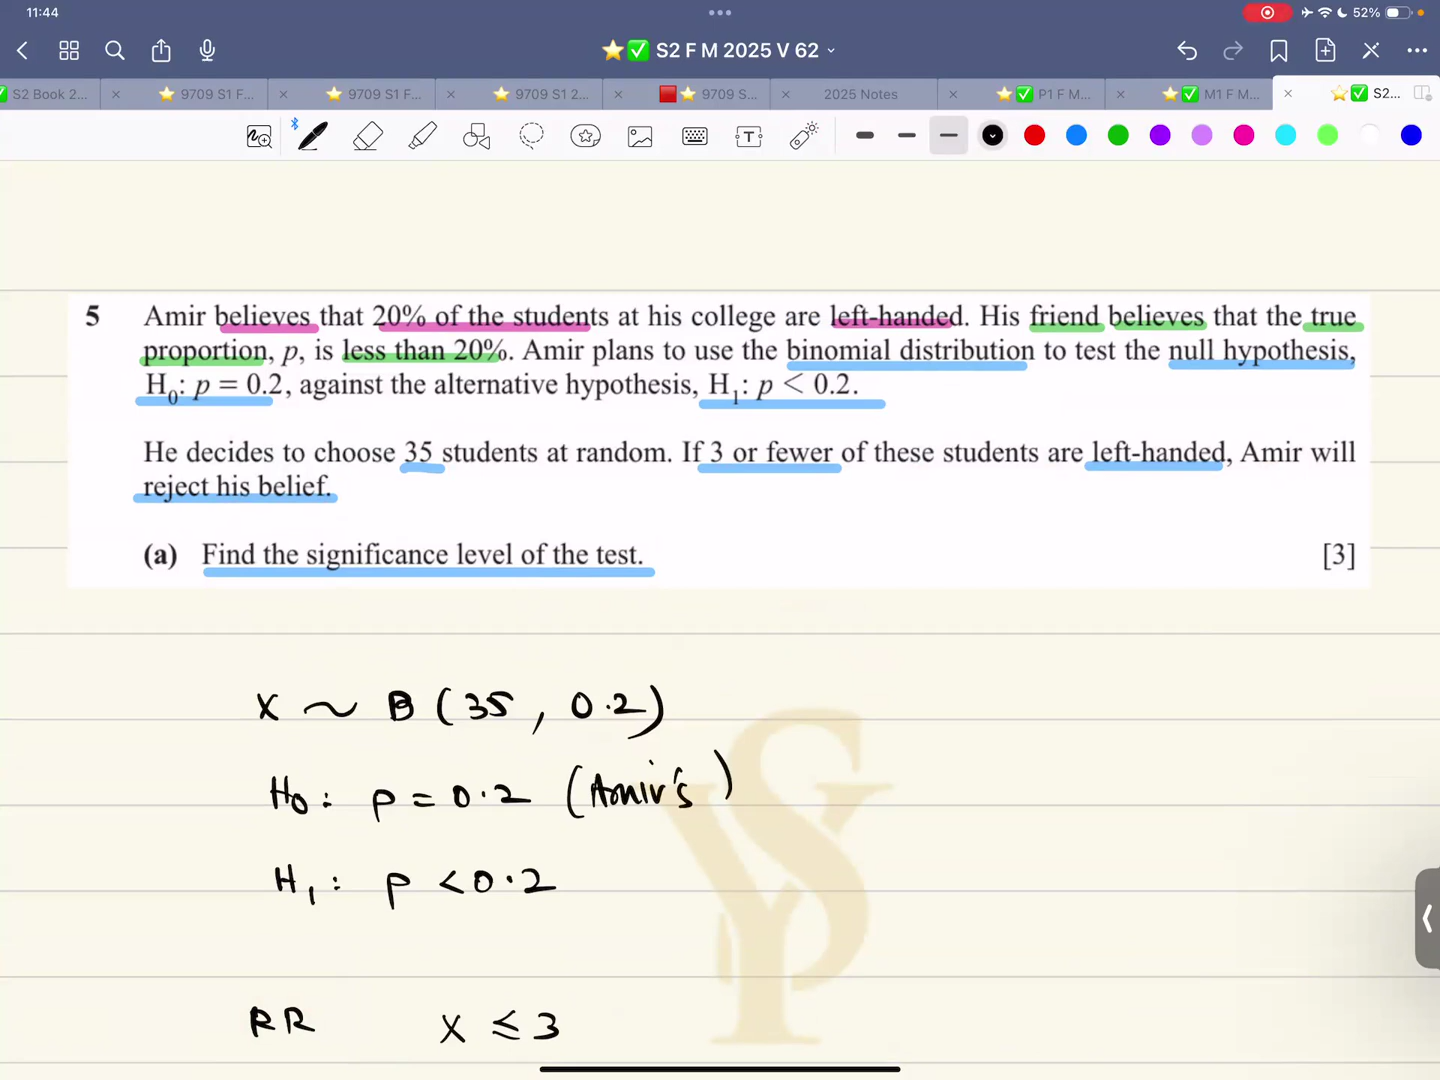 11:44
52%
S2 F M 2025 V 62
S2 Book 2...
9709 S1 F...
9709 S1 F...
9709 S1 2...
9709 S...
2025 Notes
P1 F M...
M1 F M...
S2...
5 Amir believes that 20% of the students at his college are left-handed. His friend believes that the true
proportion, p, is less than 20%. Amir plans to use the binomial distribution to test the null hypothesis,
H₀: p = 0.2, against the alternative hypothesis, H₁: p < 0.2.
He decides to choose 35 students at random. If 3 or fewer of these students are left-handed, Amir will
reject his belief.
(a) Find the significance level of the test. [3]
X ~ B (35, 0.2)
H₀: p = 0.2 (Amir's)
H₁: p < 0.2
RR X ≤ 3
YS